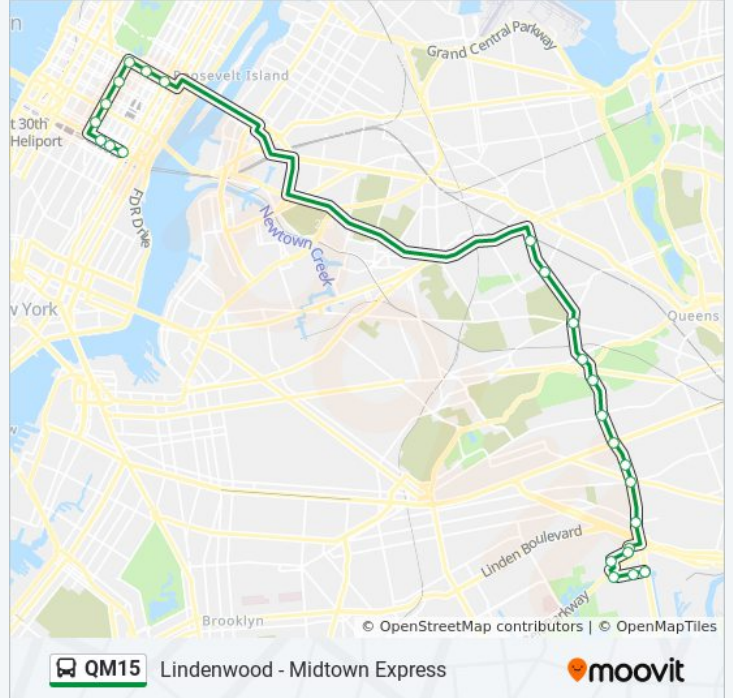 n
Grand Central Parkway
Roosevelt Island
t 30th
Heliport
FDR Drive
Newtown Creek
w York
Queens
Linden Boulevard
rkway
Brooklyn
© OpenStreetMap contributors | © OpenMapTiles
QM15 Lindenwood - Midtown Express
moovit